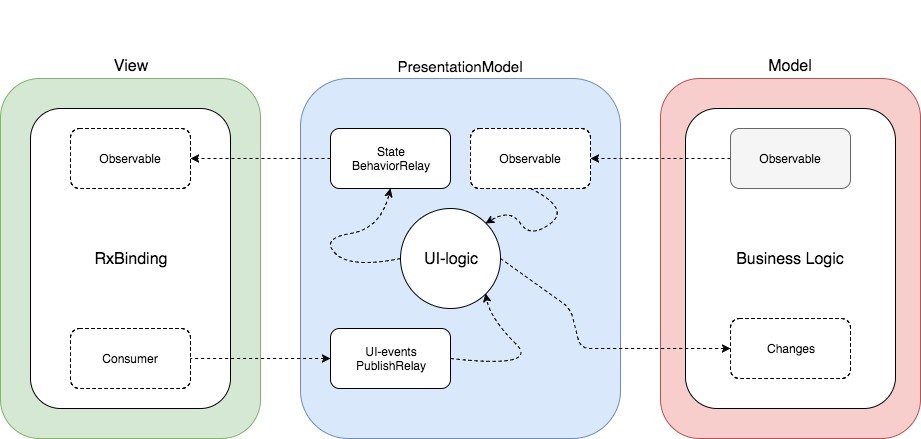 View
PresentationModel
Model
Observable
State
BehaviorRelay
Observable
Observable
RxBinding
UI-logic
Business Logic
Consumer
UI-events
PublishRelay
Changes